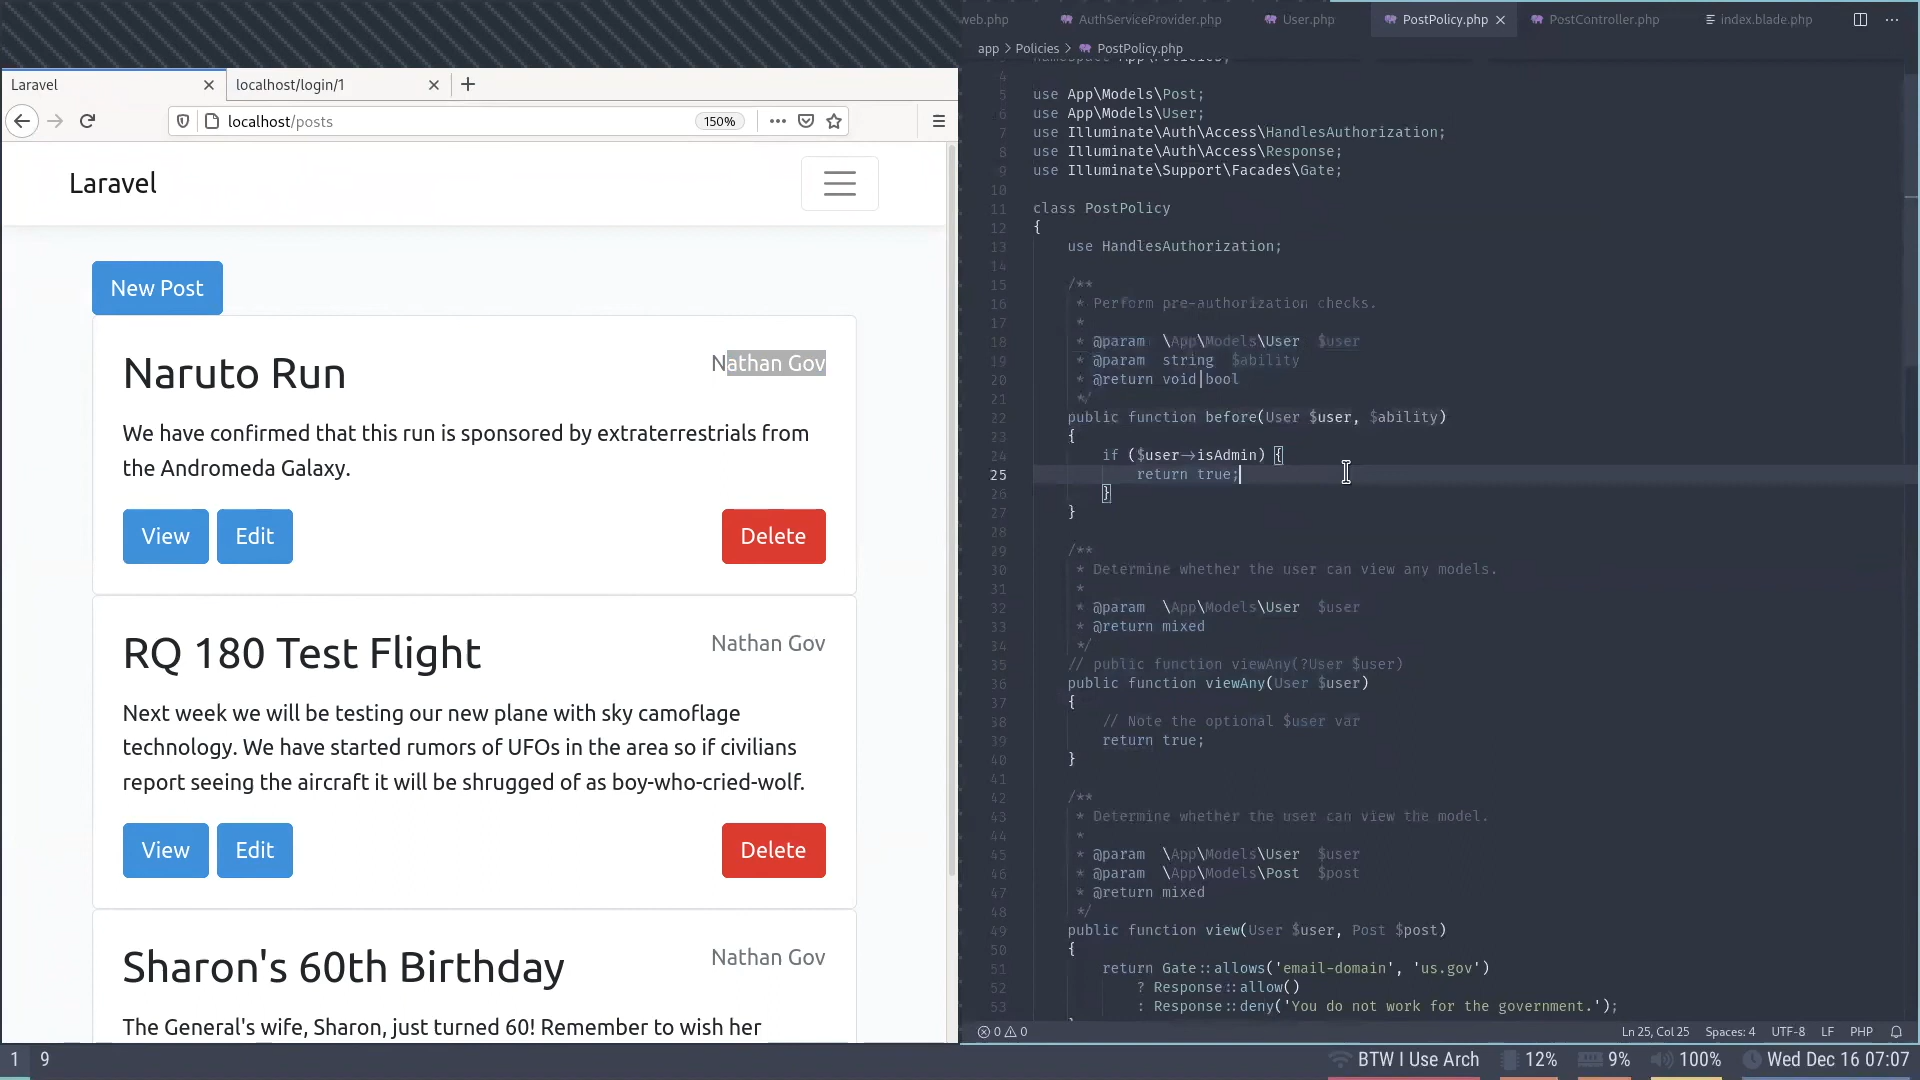 Laravel
localhost/login/1
localhost/posts
150%
Laravel
New Post
Naruto Run
Nathan Gov
We have confirmed that this run is sponsored by extraterrestrials from
the Andromeda Galaxy.
View
Edit
Delete
RQ 180 Test Flight
Nathan Gov
Next week we will be testing our new plane with sky camoflage
technology. We have started rumors of UFOs in the area so if civilians
report seeing the aircraft it will be shrugged of as boy-who-cried-wolf.
View
Edit
Delete
Sharon's 60th Birthday
Nathan Gov
The General's wife, Sharon, just turned 60! Remember to wish her
web.php
AuthServiceProvider.php
User.php
PostPolicy.php
PostController.php
index.blade.php
app > Policies > PostPolicy.php
3 namespace App\Policies;
4
5 use App\Models\Post;
6 use App\Models\User;
7 use Illuminate\Auth\Access\HandlesAuthorization;
8 use Illuminate\Auth\Access\Response;
9 use Illuminate\Support\Facades\Gate;
10
11 class PostPolicy
12 {
13 use HandlesAuthorization;
14
15 /**
16 * Perform pre-authorization checks.
17 *
18 * @param \App\Models\User $user
19 * @param string $ability
20 * @return void|bool
21 */
22 public function before(User $user, $ability)
23 {
24 if ($user->isAdmin) {
25 return true;
26 }
27 }
28
29 /**
30 * Determine whether the user can view any models.
31 *
32 * @param \App\Models\User $user
33 * @return mixed
34 */
35 // public function viewAny(?User $user)
36 public function viewAny(User $user)
37 {
38 // Note the optional $user var
39 return true;
40 }
41
42 /**
43 * Determine whether the user can view the model.
44 *
45 * @param \App\Models\User $user
46 * @param \App\Models\Post $post
47 * @return mixed
48 */
49 public function view(User $user, Post $post)
50 {
51 return Gate::allows('email-domain', 'us.gov')
52 ? Response::allow()
53 : Response::deny('You do not work for the government.');
0 0
Ln 25, Col 25
Spaces: 4
UTF-8
LF
PHP
1 9
BTW I Use Arch
12%
9%
100%
Wed Dec 16 07:07